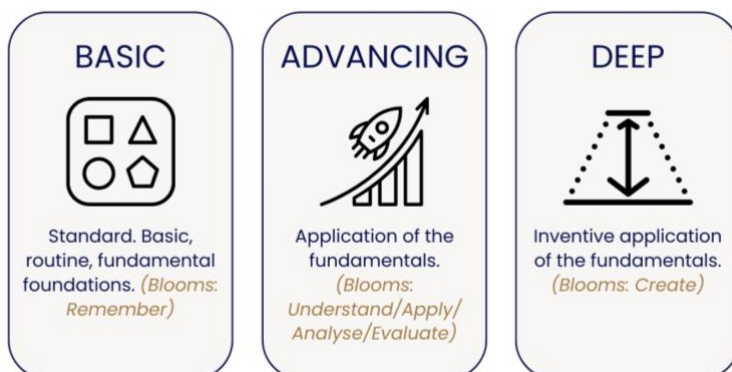 BASIC
Standard. Basic,
routine, fundamental
foundations. (Blooms:
Remember)
ADVANCING
Application of the
fundamentals.
(Blooms:
Understand/Apply/
Analyse/Evaluate)
DEEP
Inventive application
of the fundamentals.
(Blooms: Create)